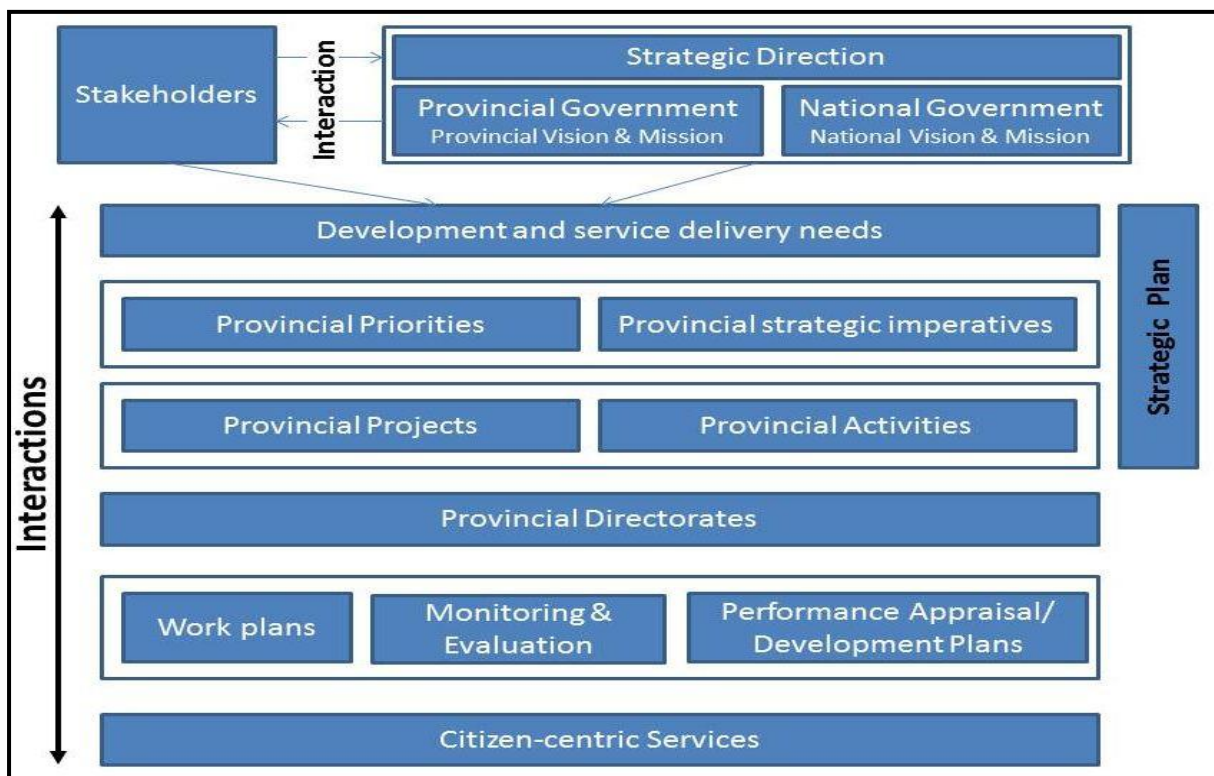 Stakeholders
Interaction
Strategic Direction
Provincial Government
Provincial Vision & Mission
National Government
National Vision & Mission
Interactions
Development and service delivery needs
Provincial Priorities
Provincial strategic imperatives
Provincial Projects
Provincial Activities
Strategic Plan
Provincial Directorates
Work plans
Monitoring &
Evaluation
Performance Appraisal/
Development Plans
Citizen-centric Services